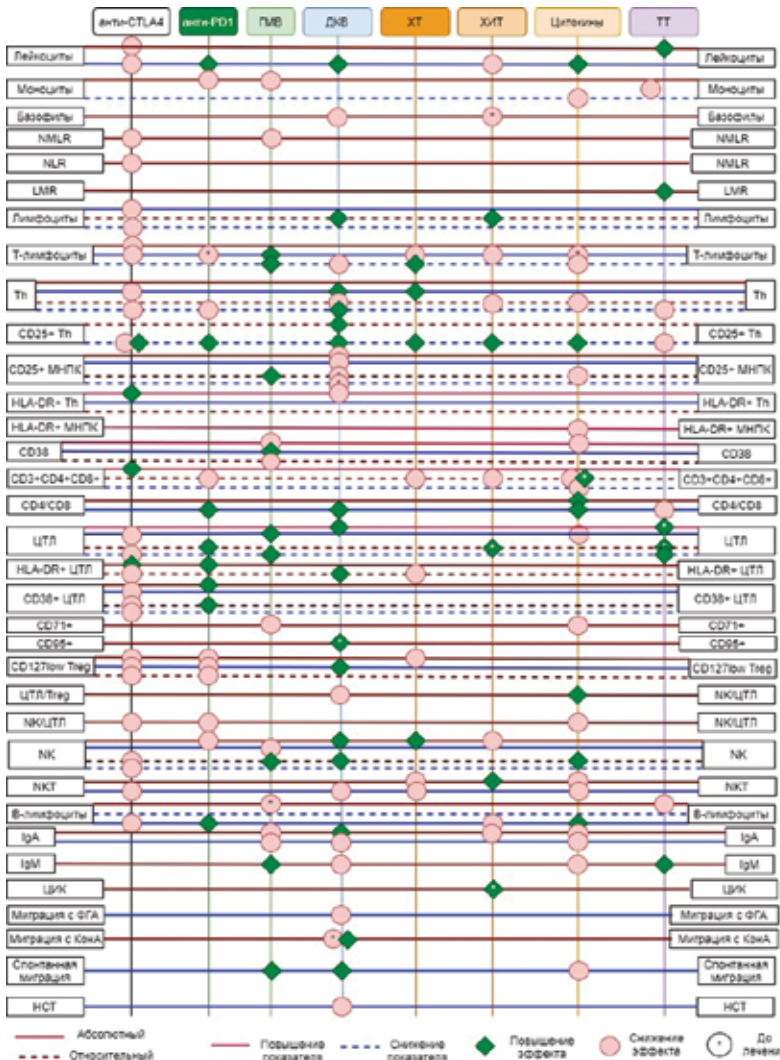 анти-CTLA4 анти-PD1 ПИВ ДКВ ХТ ХИТ Цитокины ТТ
Лейкоциты Лейкоциты
Моноциты Моноциты
Базофилы Базофилы
NMLR NMLR
NLR NMLR
LMR LMR
Лимфоциты Лимфоциты
Т-лимфоциты Т-лимфоциты
Th Th
CD25+ Th CD25+ Th
CD25+ МНПК CD25+ МНПК
HLA-DR+ Th HLA-DR+ Th
HLA-DR+ МНПК HLA-DR+ МНПК
CD38 CD38
CD3+CD4+CD8+ CD3+CD4+CD8+
CD4/CD8 CD4/CD8
ЦТЛ ЦТЛ
HLA-DR+ ЦТЛ HLA-DR+ ЦТЛ
CD38+ ЦТЛ CD38+ ЦТЛ
CD71+ CD71+
CD95+ CD95+
CD127low Treg CD127low Treg
ЦТЛ/Treg NK/ЦТЛ
NK/ЦТЛ NK/ЦТЛ
NK NK
NKT NKT
В-лимфоциты В-лимфоциты
IgA IgA
IgM IgM
ЦИК ЦИК
Миграция с ФГА Миграция с ФГА
Миграция с КонА Миграция с КонА
Спонтанная Спонтанная
миграция миграция
НСТ НСТ
Абсолютный Повышение Снижение Повышение Снижение До
Относительный показателя показателя эффекта эффекта лечени